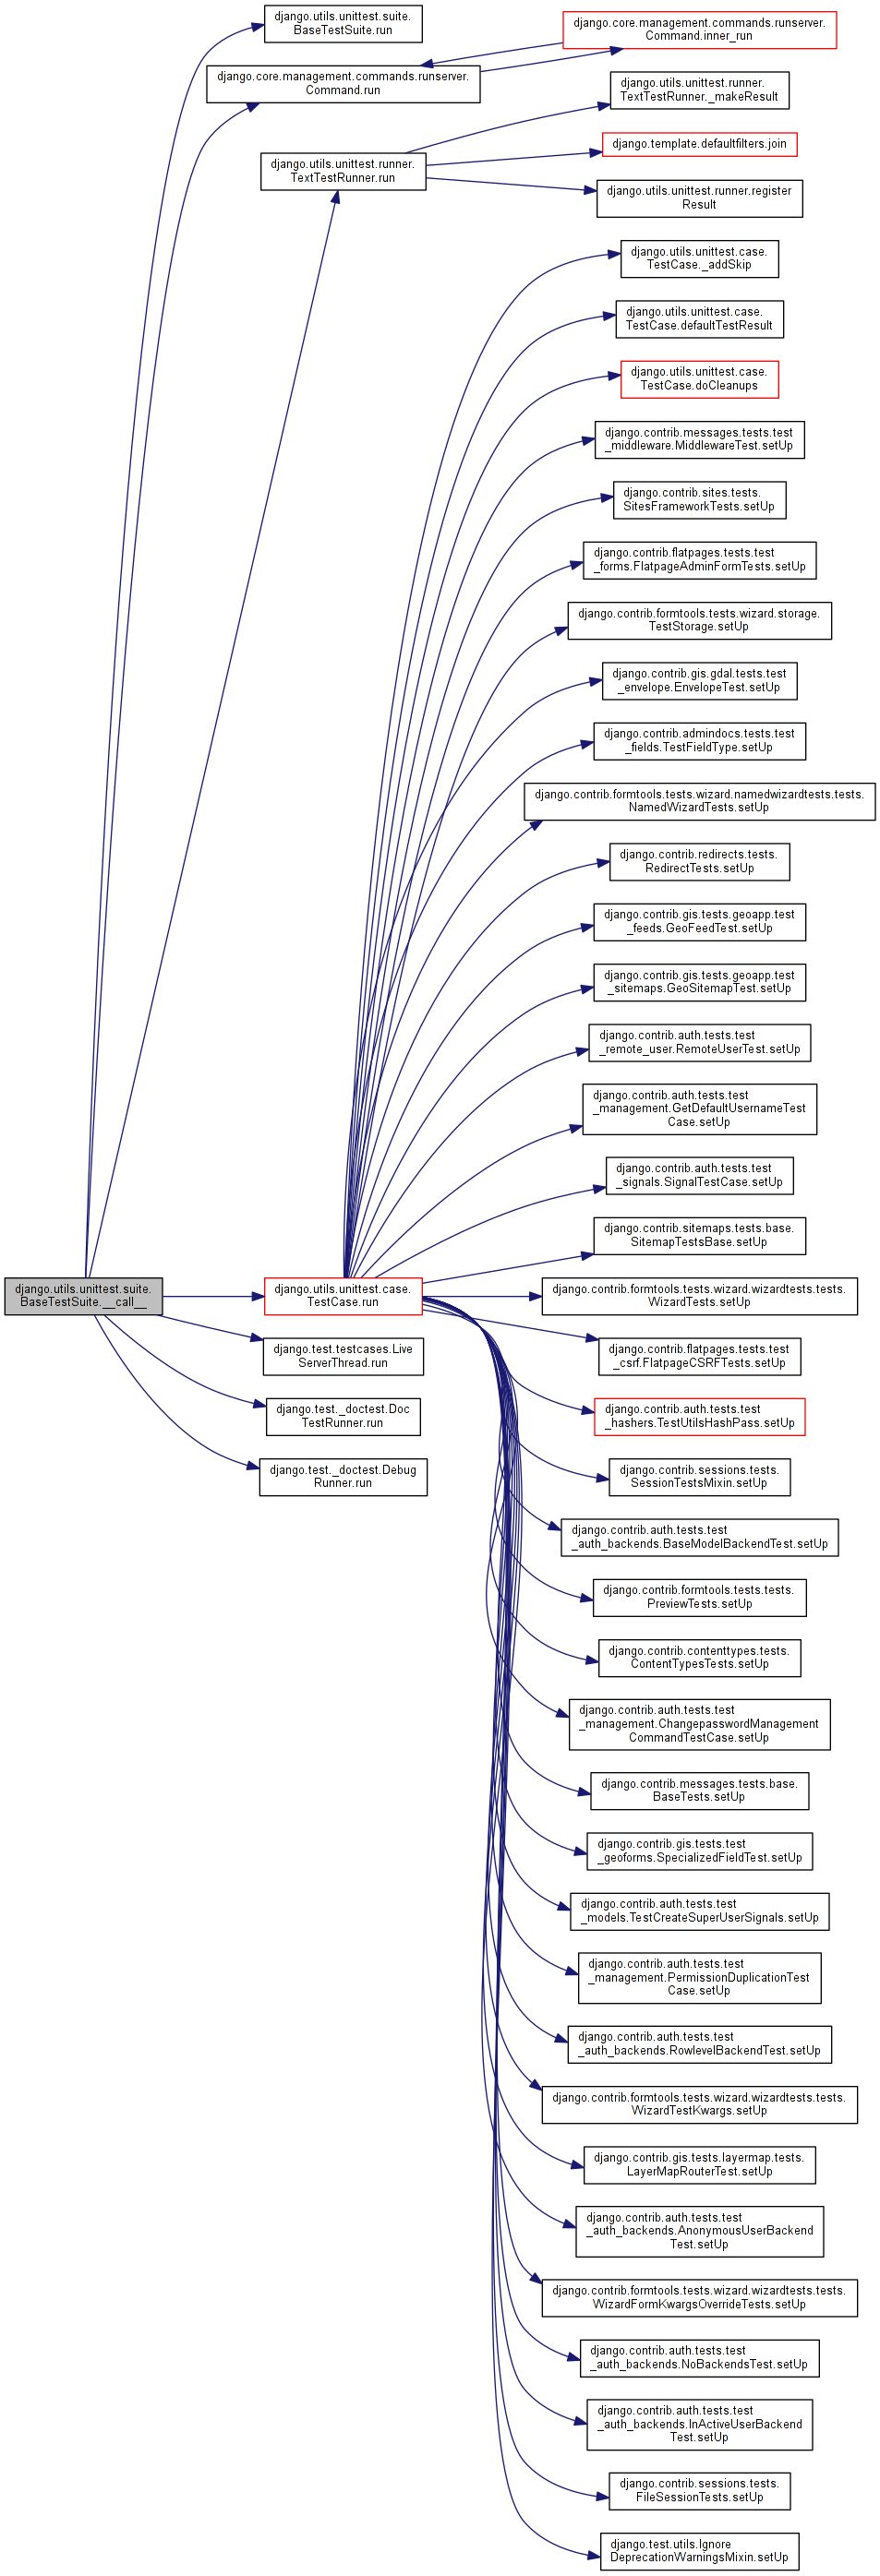 django.utils.unittest.suite.
BaseTestSuite.run
django.core.management.commands.runserver.
Command.inner_run
django.core.management.commands.runserver.
Command.run
django.utils.unittest.runner.
TextTestRunner._makeResult
django.template.defaultfilters.join
django.utils.unittest.runner.
TextTestRunner.run
django.utils.unittest.runner.register
Result
django.utils.unittest.case.
TestCase._addSkip
django.utils.unittest.case.
TestCase.defaultTestResult
django.utils.unittest.case.
TestCase.doCleanups
django.contrib.messages.tests.test
_middleware.MiddlewareTest.setUp
django.contrib.sites.tests.
SitesFrameworkTests.setUp
django.contrib.flatpages.tests.test
_forms.FlatpageAdminFormTests.setUp
django.contrib.formtools.tests.wizard.storage.
TestStorage.setUp
django.contrib.gis.gdal.tests.test
_envelope.EnvelopeTest.setUp
django.contrib.admindocs.tests.test
_fields.TestFieldType.setUp
django.contrib.formtools.tests.wizard.namedwizardtests.tests.
NamedWizardTests.setUp
django.contrib.redirects.tests.
RedirectTests.setUp
django.contrib.gis.tests.geoapp.test
_feeds.GeoFeedTest.setUp
django.contrib.gis.tests.geoapp.test
_sitemaps.GeoSitemapTest.setUp
django.contrib.auth.tests.test
_remote_user.RemoteUserTest.setUp
django.contrib.auth.tests.test
_management.GetDefaultUsernameTest
Case.setUp
django.contrib.auth.tests.test
_signals.SignalTestCase.setUp
django.contrib.sitemaps.tests.base.
SitemapTestsBase.setUp
django.utils.unittest.suite.
BaseTestSuite.__call__
django.utils.unittest.case.
TestCase.run
django.contrib.formtools.tests.wizard.wizardtests.tests.
WizardTests.setUp
django.test.testcases.Live
ServerThread.run
django.contrib.flatpages.tests.test
_csrf.FlatpageCSRFTests.setUp
django.test._doctest.Doc
TestRunner.run
django.contrib.auth.tests.test
_hashers.TestUtilsHashPass.setUp
django.test._doctest.Debug
Runner.run
django.contrib.sessions.tests.
SessionTestsMixin.setUp
django.contrib.auth.tests.test
_auth_backends.BaseModelBackendTest.setUp
django.contrib.formtools.tests.tests.
PreviewTests.setUp
django.contrib.contenttypes.tests.
ContentTypesTests.setUp
django.contrib.auth.tests.test
_management.ChangepasswordManagement
CommandTestCase.setUp
django.contrib.messages.tests.base.
BaseTests.setUp
django.contrib.gis.tests.test
_geoforms.SpecializedFieldTest.setUp
django.contrib.auth.tests.test
_models.TestCreateSuperUserSignals.setUp
django.contrib.auth.tests.test
_management.PermissionDuplicationTest
Case.setUp
django.contrib.auth.tests.test
_auth_backends.RowlevelBackendTest.setUp
django.contrib.formtools.tests.wizard.wizardtests.tests.
WizardTestKwargs.setUp
django.contrib.gis.tests.layermap.tests.
LayerMapRouterTest.setUp
django.contrib.auth.tests.test
_auth_backends.AnonymousUserBackend
Test.setUp
django.contrib.formtools.tests.wizard.wizardtests.tests.
WizardFormKwargsOverrideTests.setUp
django.contrib.auth.tests.test
_auth_backends.NoBackendsTest.setUp
django.contrib.auth.tests.test
_auth_backends.InActiveUserBackend
Test.setUp
django.contrib.sessions.tests.
FileSessionTests.setUp
django.test.utils.Ignore
DeprecationWarningsMixin.setUp